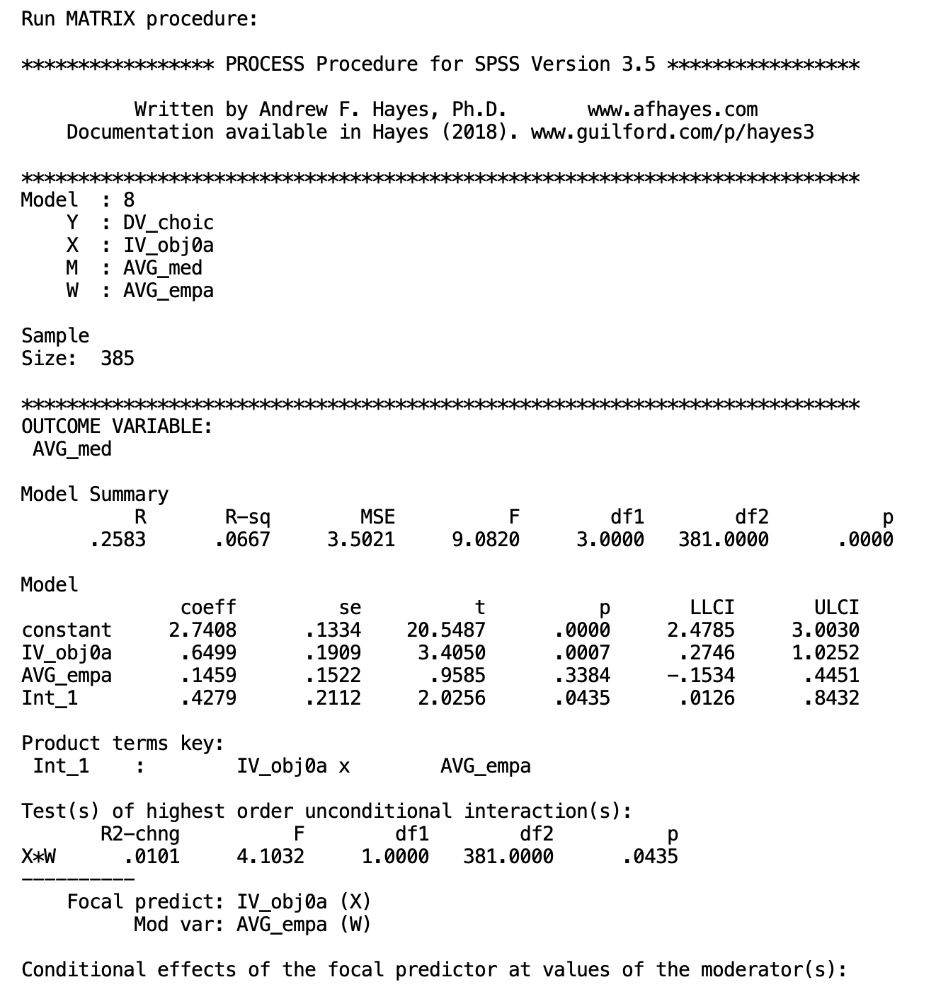 Run MATRIX procedure:
***************** PROCESS Procedure for SPSS Version 3.5 *****************
Written by Andrew F. Hayes, Ph.D. www.afhayes.com
Documentation available in Hayes (2018). www.guilford.com/p/hayes3
**************************************************************************
Model : 8
Y : DV_choic
X : IV_obj0a
M : AVG_med
W : AVG_empa
Sample
Size: 385
**************************************************************************
OUTCOME VARIABLE:
AVG_med
Model Summary
R R-sq MSE F df1 df2 p
.2583 .0667 3.5021 9.0820 3.0000 381.0000 .0000
Model
coeff se t p LLCI ULCI
constant 2.7408 .1334 20.5487 .0000 2.4785 3.0030
IV_obj0a .6499 .1909 3.4050 .0007 .2746 1.0252
AVG_empa .1459 .1522 .9585 .3384 -.1534 .4451
Int_1 .4279 .2112 2.0256 .0435 .0126 .8432
Product terms key:
Int_1 : IV_obj0a x AVG_empa
Test(s) of highest order unconditional interaction(s):
R2-chng F df1 df2 p
X*W .0101 4.1032 1.0000 381.0000 .0435
----------
Focal predict: IV_obj0a (X)
Mod var: AVG_empa (W)
Conditional effects of the focal predictor at values of the moderator(s):